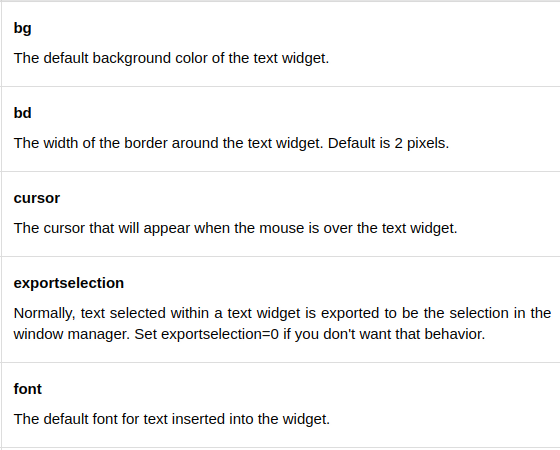 bg
The default background color of the text widget.
bd
The width of the border around the text widget. Default is 2 pixels.
cursor
The cursor that will appear when the mouse is over the text widget.
exportselection
Normally, text selected within a text widget is exported to be the selection in the
window manager. Set exportselection=0 if you don't want that behavior.
font
The default font for text inserted into the widget.